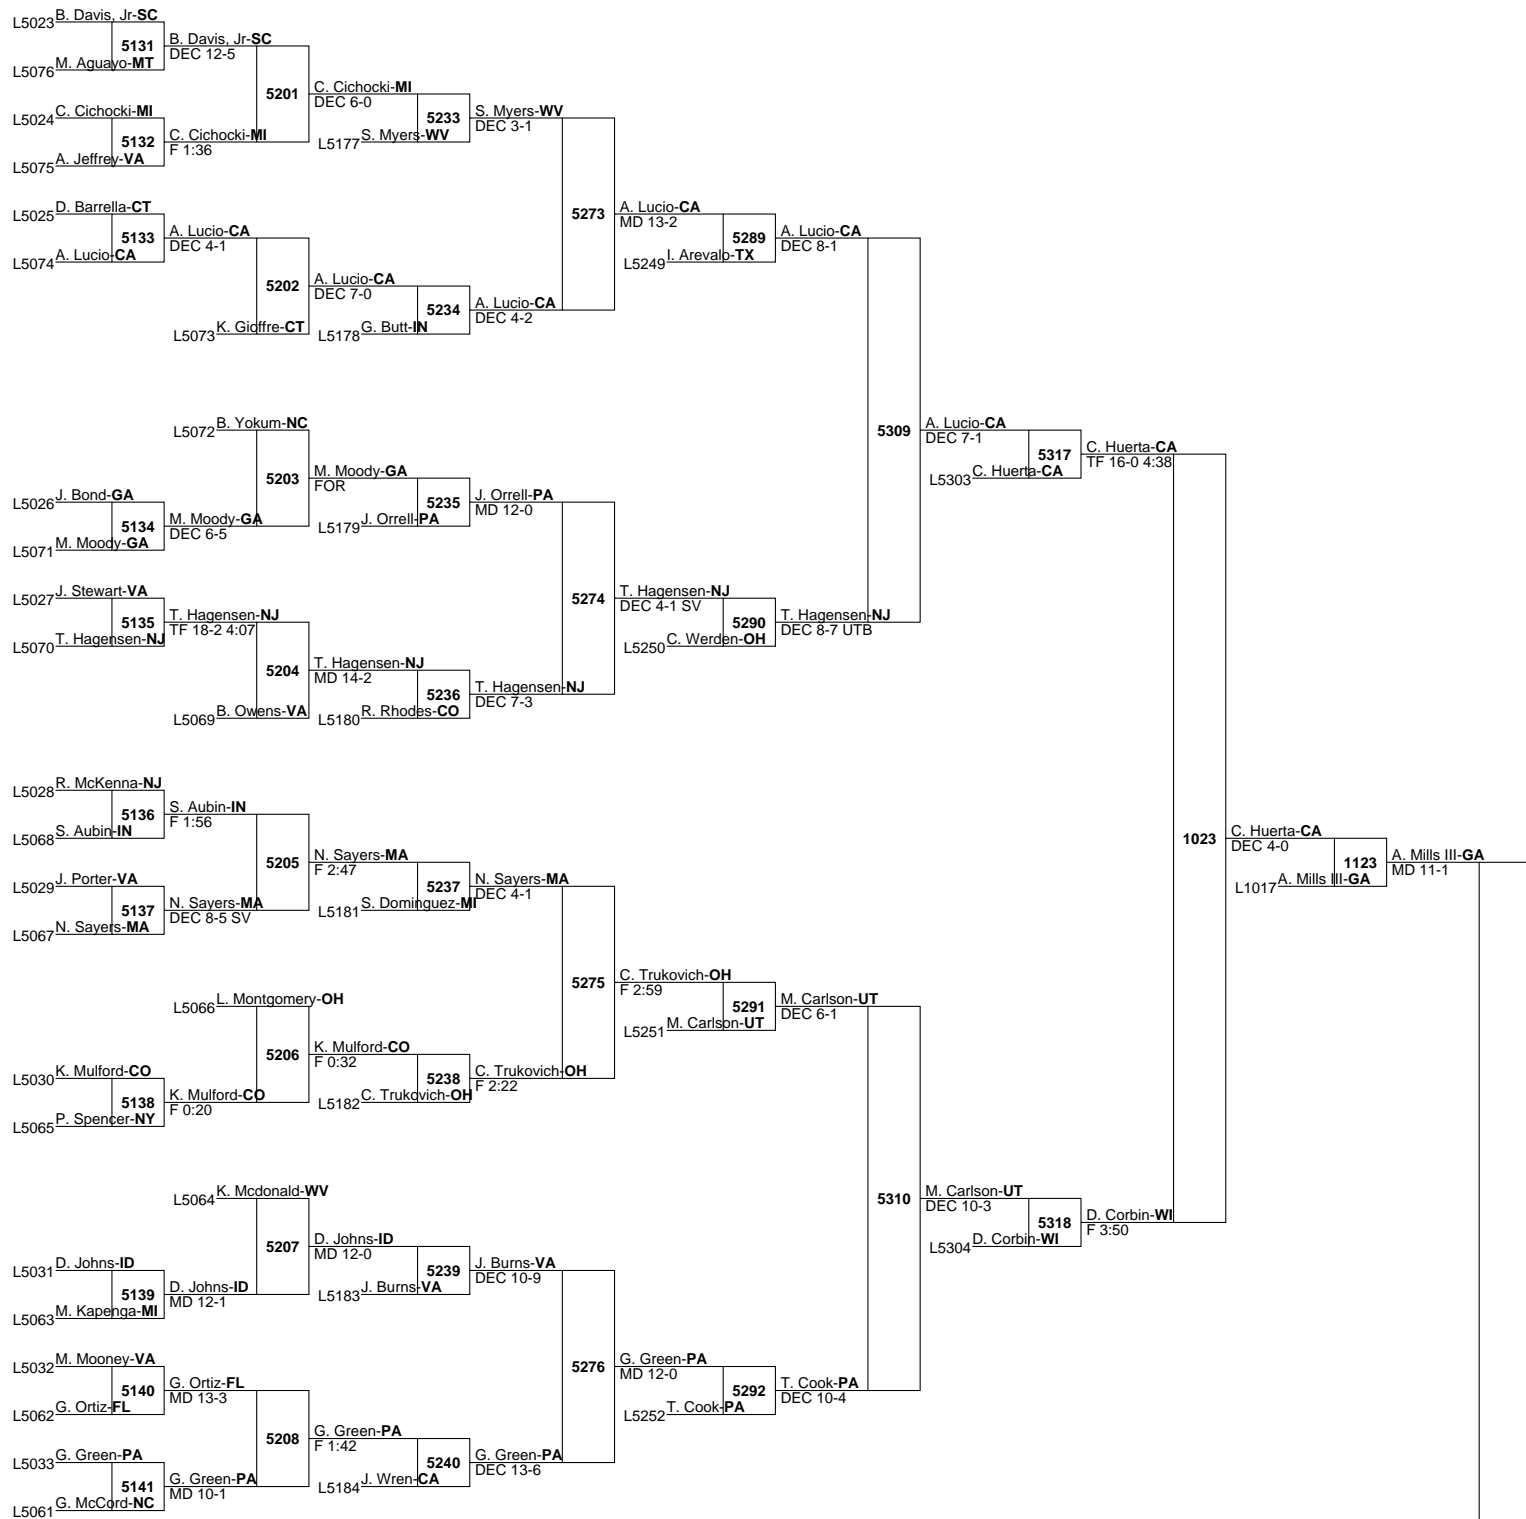 B. Davis, Jr-SC
L5023
5131
B. Davis, Jr-SC
DEC 12-5
M. Aguayo-MT
L5076
5201
C. Cichocki-MI
DEC 6-0
C. Cichocki-MI
L5024
5132
C. Cichocki-MI
F 1:36
A. Jeffrey-VA
L5075
5233
S. Myers-WV
DEC 3-1
S. Myers-WV
L5177
D. Barrella-CT
L5025
5133
A. Lucio-CA
DEC 4-1
A. Lucio-CA
L5074
5202
A. Lucio-CA
DEC 7-0
K. Gioffre-CT
L5073
5234
A. Lucio-CA
DEC 4-2
G. Butt-IN
L5178
5273
A. Lucio-CA
MD 13-2
5289
A. Lucio-CA
DEC 8-1
I. Arevalo-TX
L5249
B. Yokum-NC
L5072
5203
M. Moody-GA
FOR
J. Bond-GA
L5026
5134
M. Moody-GA
DEC 6-5
M. Moody-GA
L5071
5235
J. Orrell-PA
MD 12-0
J. Orrell-PA
L5179
J. Stewart-VA
L5027
5135
T. Hagensen-NJ
TF 18-2 4:07
T. Hagensen-NJ
L5070
5204
T. Hagensen-NJ
MD 14-2
B. Owens-VA
L5069
5236
T. Hagensen-NJ
DEC 7-3
R. Rhodes-CO
L5180
5274
T. Hagensen-NJ
DEC 4-1 SV
5290
T. Hagensen-NJ
DEC 8-7 UTB
C. Werden-OH
L5250
5309
A. Lucio-CA
DEC 7-1
5317
C. Huerta-CA
TF 16-0 4:38
C. Huerta-CA
L5303
R. McKenna-NJ
L5028
5136
S. Aubin-IN
F 1:56
S. Aubin-IN
L5068
5205
N. Sayers-MA
F 2:47
J. Porter-VA
L5029
5137
N. Sayers-MA
DEC 8-5 SV
N. Sayers-MA
L5067
5237
N. Sayers-MA
DEC 4-1
S. Dominguez-MI
L5181
L. Montgomery-OH
L5066
5206
K. Mulford-CO
F 0:32
K. Mulford-CO
L5030
5138
K. Mulford-CO
F 0:20
P. Spencer-NY
L5065
5238
C. Trukovich-OH
F 2:22
C. Trukovich-OH
L5182
5275
C. Trukovich-OH
F 2:59
5291
M. Carlson-UT
DEC 6-1
M. Carlson-UT
L5251
K. Mcdonald-WV
L5064
5207
D. Johns-ID
MD 12-0
D. Johns-ID
L5031
5139
D. Johns-ID
MD 12-1
M. Kapenga-MI
L5063
5239
J. Burns-VA
DEC 10-9
J. Burns-VA
L5183
M. Mooney-VA
L5032
5140
G. Ortiz-FL
MD 13-3
G. Ortiz-FL
L5062
5208
G. Green-PA
F 1:42
G. Green-PA
L5033
5141
G. Green-PA
MD 10-1
G. McCord-NC
L5061
5240
G. Green-PA
DEC 13-6
J. Wren-CA
L5184
5276
G. Green-PA
MD 12-0
5292
T. Cook-PA
DEC 10-4
T. Cook-PA
L5252
5310
M. Carlson-UT
DEC 10-3
5318
D. Corbin-WI
F 3:50
D. Corbin-WI
L5304
1023
C. Huerta-CA
DEC 4-0
1123
A. Mills III-GA
MD 11-1
A. Mills III-GA
L1017